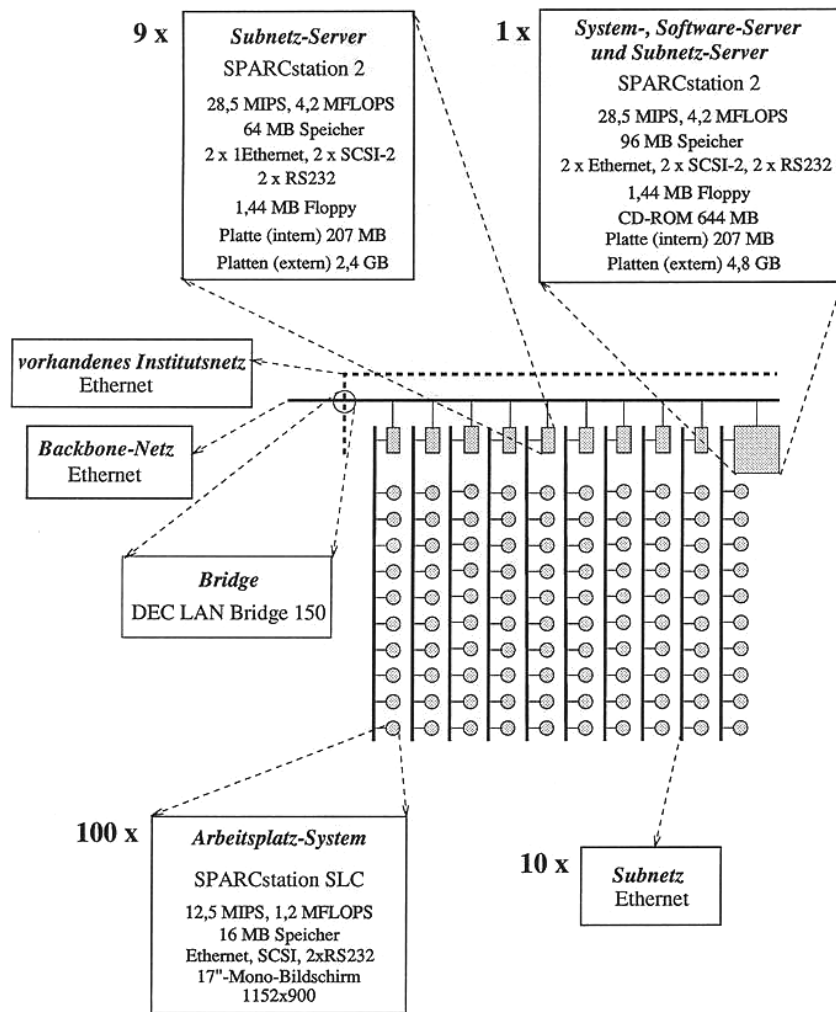 9 x
Subnetz-Server
SPARCstation 2
28,5 MIPS, 4,2 MFLOPS
64 MB Speicher
2 x 1Ethernet, 2 x SCSI-2
2 x RS232
1,44 MB Floppy
Platte (intern) 207 MB
Platten (extern) 2,4 GB
1 x
System-, Software-Server
und Subnetz-Server
SPARCstation 2
28,5 MIPS, 4,2 MFLOPS
96 MB Speicher
2 x Ethernet, 2 x SCSI-2, 2 x RS232
1,44 MB Floppy
CD-ROM 644 MB
Platte (intern) 207 MB
Platten (extern) 4,8 GB
vorhandenes Institutsnetz
Ethernet
Backbone-Netz
Ethernet
Bridge
DEC LAN Bridge 150
100 x
Arbeitsplatz-System
SPARCstation SLC
12,5 MIPS, 1,2 MFLOPS
16 MB Speicher
Ethernet, SCSI, 2xRS232
17"-Mono-Bildschirm
1152x900
10 x
Subnetz
Ethernet